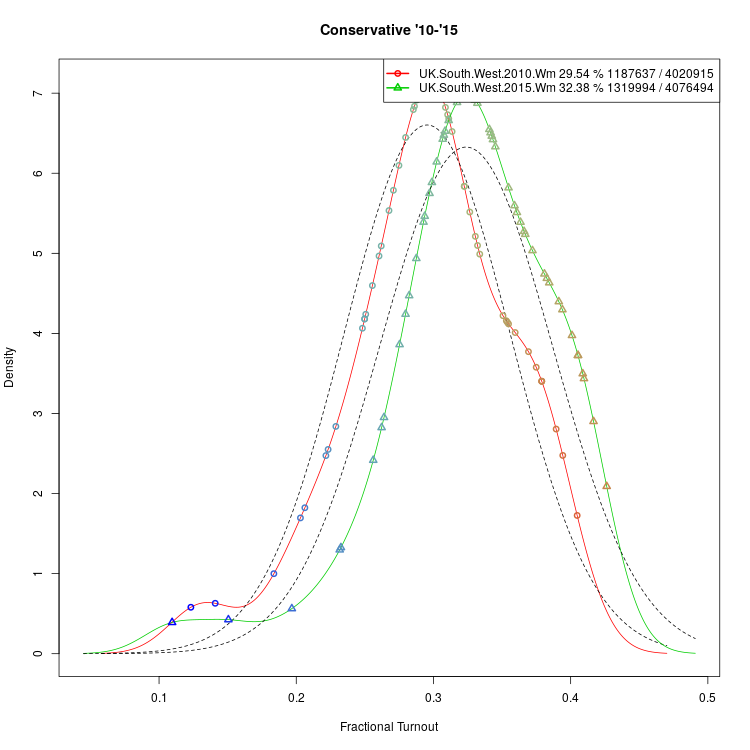 Conservative '10-'15
UK.South.West.2010.Wm 29.54 % 1187637 / 4020915
UK.South.West.2015.Wm 32.38 % 1319994 / 4076494
7
6
5
4
3
2
1
0
Density
0.1 0.2 0.3 0.4 0.5
Fractional Turnout